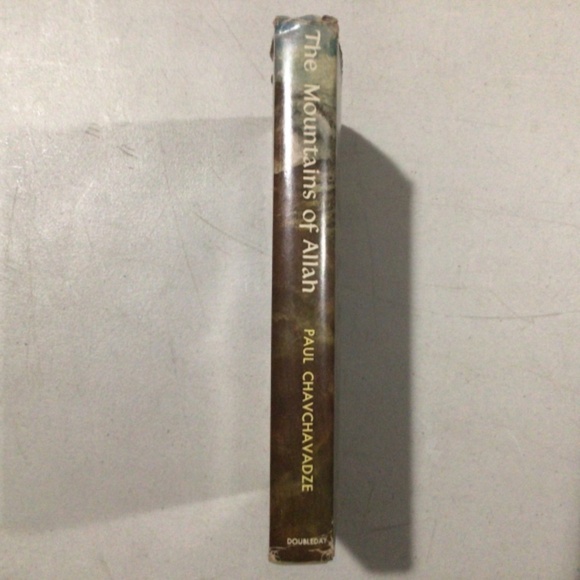 The Mountains of Allah
PAUL CHAVCHAVADZE
DOUBLEDAY